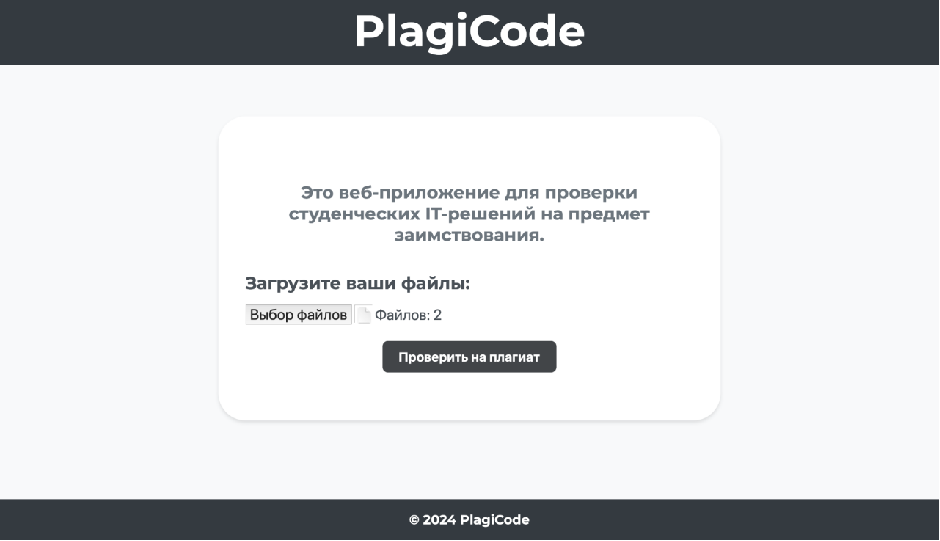 PlagiCode
Это веб-приложение для проверки
студенческих IT-решений на предмет
заимствования.
Загрузите ваши файлы:
Выбор файлов Файлов: 2
Проверить на плагиат
© 2024 PlagiCode